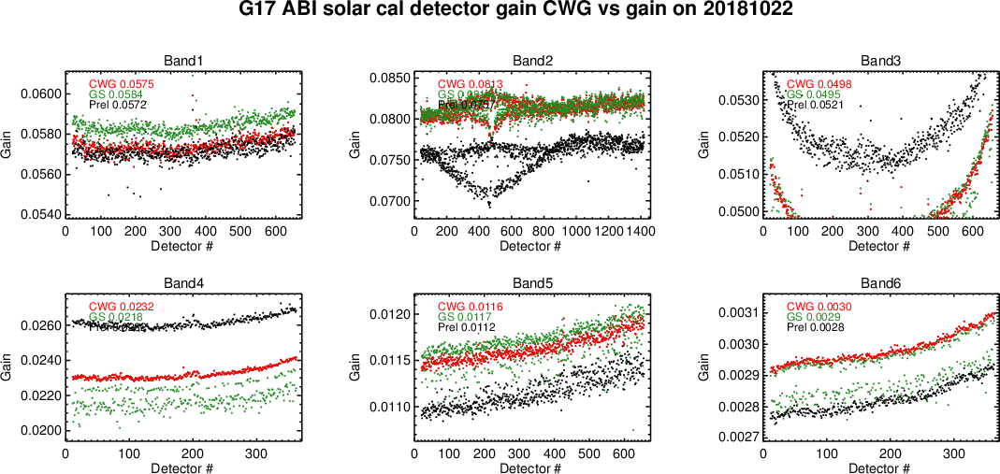 G17 ABI solar cal detector gain CWG vs gain on 20181022
Band1
CWG 0.0575
GS 0.0584
Prel 0.0572
0.0600
0.0580
0.0560
0.0540
Gain
0 100 200 300 400 500 600
Detector #
Band2
CWG 0.0813
GS
Prel
0.0850
0.0800
0.0750
0.0700
Gain
0 200 400 600 800 1000 1200 1400
Detector #
Band3
CWG 0.0498
GS 0.0495
Prel 0.0521
0.0530
0.0520
0.0510
0.0500
Gain
0 100 200 300 400 500 600
Detector #
Band4
CWG 0.0232
GS 0.0218
Prel
0.0260
0.0240
0.0220
0.0200
Gain
0 100 200 300
Detector #
Band5
CWG 0.0116
GS 0.0117
Prel 0.0112
0.0120
0.0115
0.0110
Gain
0 100 200 300 400 500 600
Detector #
Band6
CWG 0.0030
GS 0.0029
Prel 0.0028
0.0031
0.0030
0.0029
0.0028
0.0027
Gain
0 100 200 300
Detector #